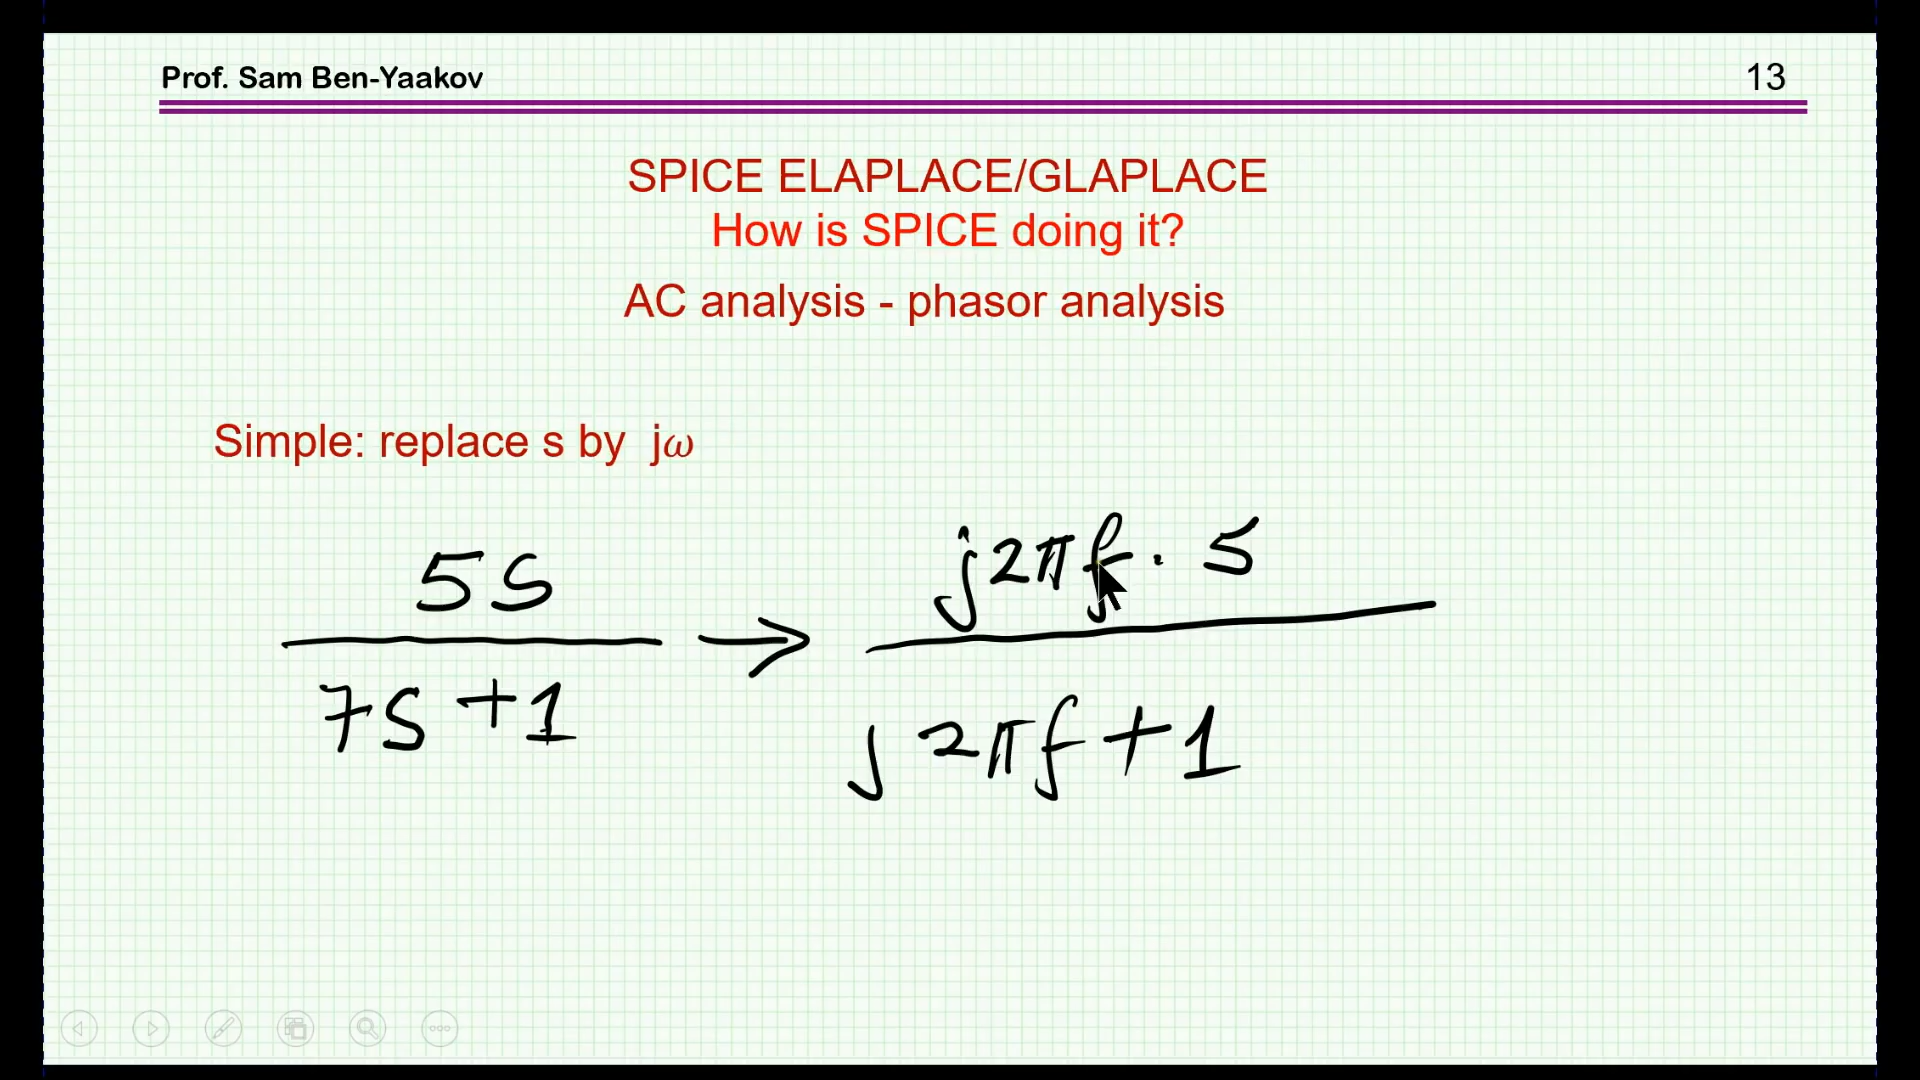 Prof. Sam Ben-Yaakov 13
SPICE ELAPLACE/GLAPLACE
How is SPICE doing it?
AC analysis - phasor analysis
Simple: replace s by jω
5S → j2πf · 5
7S + 1 j2πf + 1